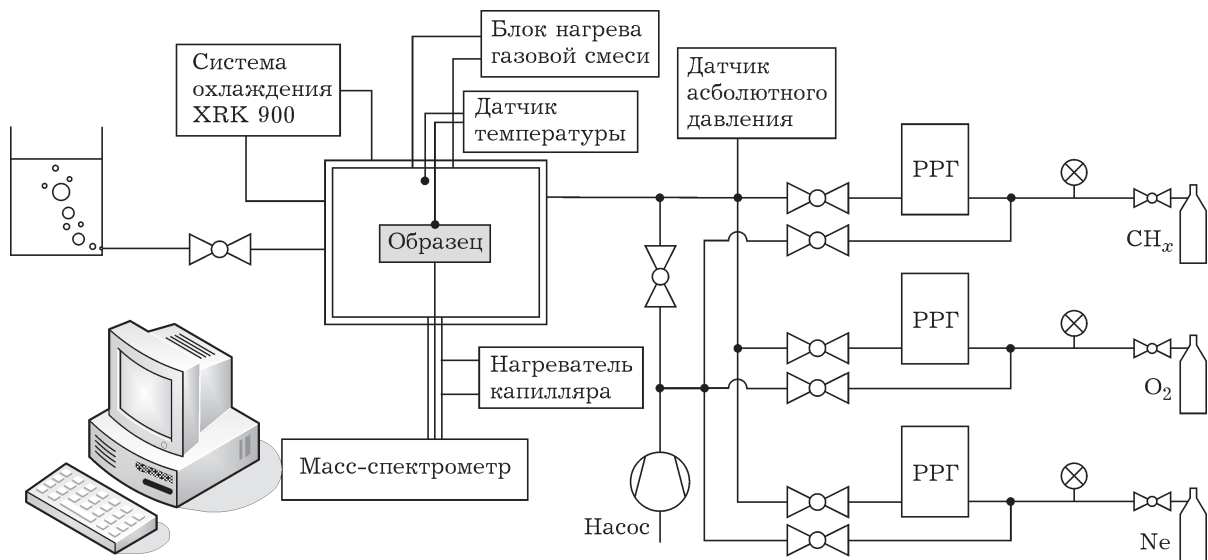 Блок нагрева
газовой смеси
Система
охлаждения
XRK 900
Датчик
асболютного
давления
Датчик
температуры
РРГ
Образец
CHₓ
РРГ
Нагреватель
капилляра
O₂
Масс-спектрометр
РРГ
Насос
Ne